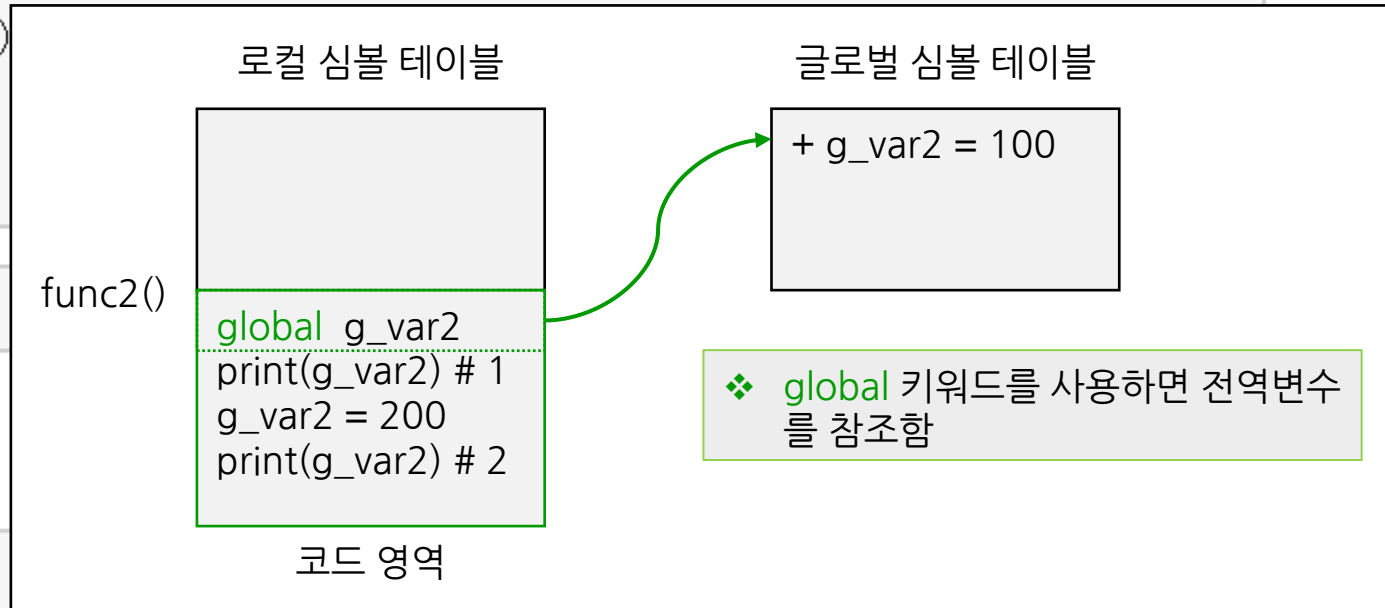 로컬 심볼 테이블
글로벌 심볼 테이블
+ g_var2 = 100
func2()
global g_var2
print(g_var2) # 1
g_var2 = 200
print(g_var2) # 2
❖ global 키워드를 사용하면 전역변수
를 참조함
코드 영역